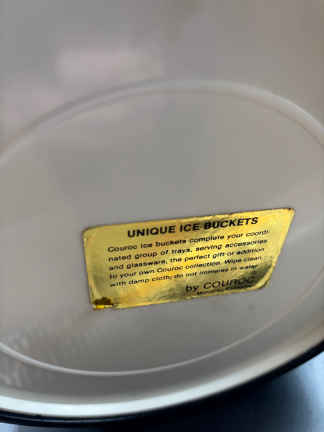 UNIQUE ICE BUCKETS
Couroc ice buckets complete your coordi-
nated group of trays, serving accessories
and glassware, the perfect gift or addition
to your own Couroc collection. Wipe clean
with damp cloth; do not immerse in water.
by COUROC